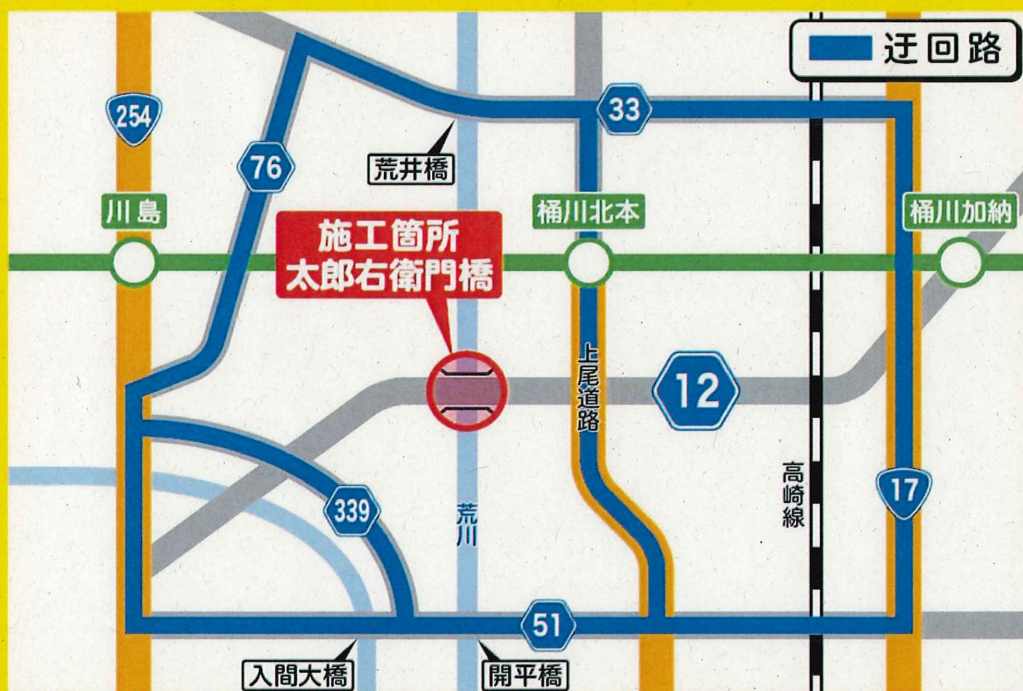 迂回路
254
33
76
荒井橋
川島
桶川北本
桶川加納
施工箇所
太郎右衛門橋
上尾道路
12
高崎線
17
339
荒川
51
入間大橋
開平橋